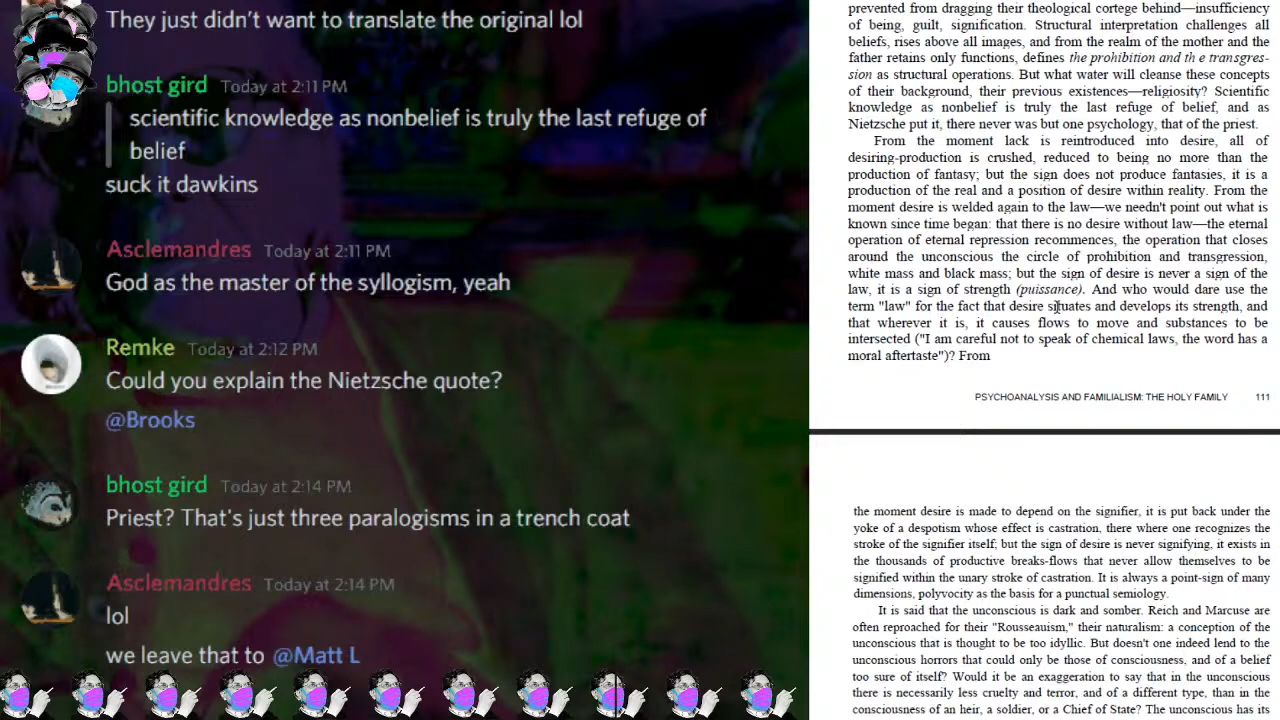 They just didn't want to translate the original lol
bhost gird Today at 2:11 PM
scientific knowledge as nonbelief is truly the last refuge of
belief
suck it dawkins
Asclemandres Today at 2:11 PM
God as the master of the syllogism, yeah
Remke Today at 2:12 PM
Could you explain the Nietzsche quote?
@Brooks
bhost gird Today at 2:14 PM
Priest? That's just three paralogisms in a trench coat
Asclemandres Today at 2:14 PM
lol
we leave that to @Matt L
prevented from dragging their theological cortege behind—insufficiency
of being, guilt, signification. Structural interpretation challenges all
beliefs, rises above all images, and from the realm of the mother and the
father retains only functions, defines the prohibition and th e transgres-
sion as structural operations. But what water will cleanse these concepts
of their background, their previous existences—religiosity? Scientific
knowledge as nonbelief is truly the last refuge of belief, and as
Nietzsche put it, there never was but one psychology, that of the priest.
From the moment lack is reintroduced into desire, all of
desiring-production is crushed, reduced to being no more than the
production of fantasy; but the sign does not produce fantasies, it is a
production of the real and a position of desire within reality. From the
moment desire is welded again to the law—we needn't point out what is
known since time began: that there is no desire without law—the eternal
operation of eternal repression recommences, the operation that closes
around the unconscious the circle of prohibition and transgression,
white mass and black mass; but the sign of desire is never a sign of the
law, it is a sign of strength (puissance). And who would dare use the
term "law" for the fact that desire situates and develops its strength, and
that wherever it is, it causes flows to move and substances to be
intersected ("I am careful not to speak of chemical laws, the word has a
moral aftertaste")? From
PSYCHOANALYSIS AND FAMILIALISM: THE HOLY FAMILY 111
the moment desire is made to depend on the signifier, it is put back under the
yoke of a despotism whose effect is castration, there where one recognizes the
stroke of the signifier itself; but the sign of desire is never signifying, it exists in
the thousands of productive breaks-flows that never allow themselves to be
signified within the unary stroke of castration. It is always a point-sign of many
dimensions, polyvocity as the basis for a punctual semiology.
It is said that the unconscious is dark and somber. Reich and Marcuse are
often reproached for their "Rousseauism," their naturalism: a conception of the
unconscious that is thought to be too idyllic. But doesn't one indeed lend to the
unconscious horrors that could only be those of consciousness, and of a belief
too sure of itself? Would it be an exaggeration to say that in the unconscious
there is necessarily less cruelty and terror, and of a different type, than in the
consciousness of an heir, a soldier, or a Chief of State? The unconscious has its